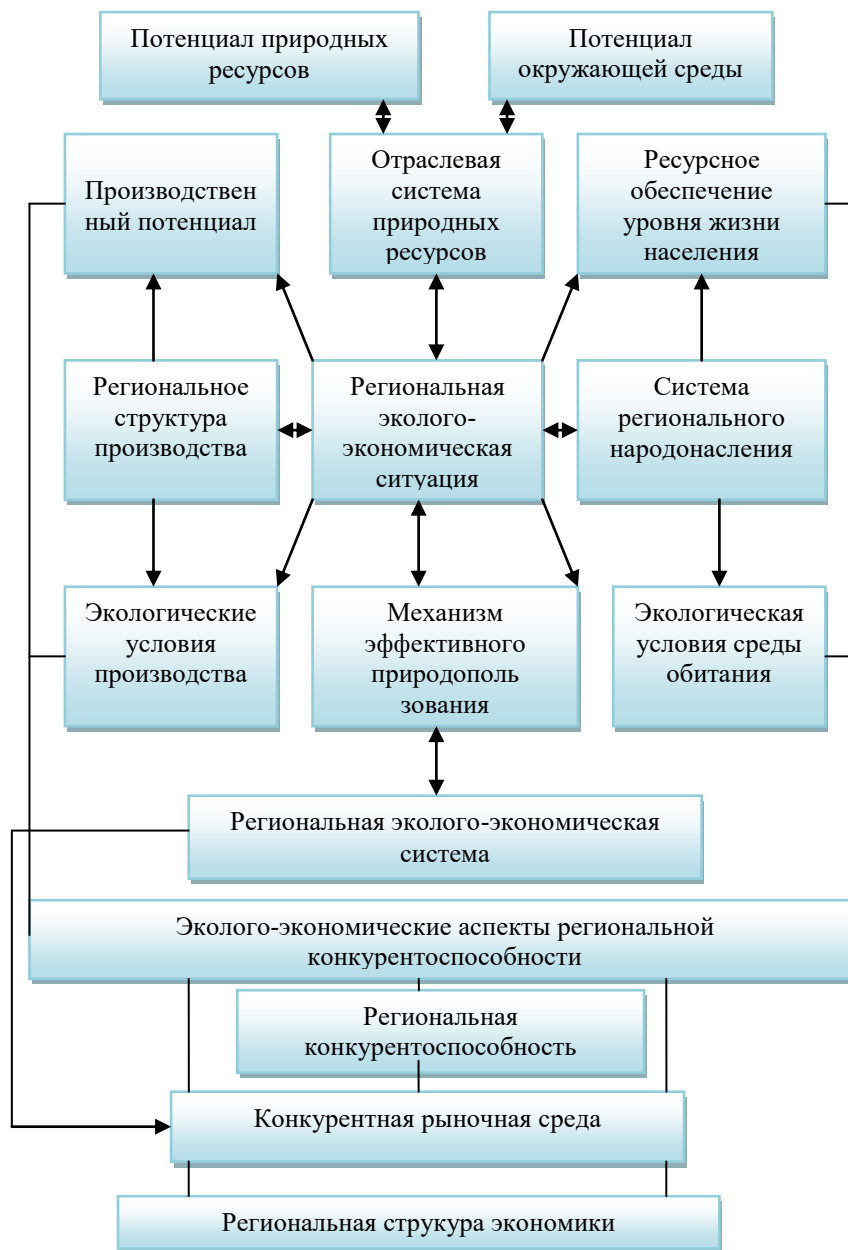 Потенциал природных
ресурсов
Потенциал
окружающей среды
Производствен
ный потенциал
Отраслевая
система
природных
ресурсов
Ресурсное
обеспечение
уровня жизни
населения
Региональное
структура
производства
Региональная
эколого-
экономическая
ситуация
Система
регионального
народонасления
Экологические
условия
производства
Механизм
эффективного
природополь
зования
Экологическая
условия среды
обитания
Региональная эколого-экономическая
система
Эколого-экономические аспекты региональной
конкурентоспособности
Региональная
конкурентоспособность
Конкурентная рыночная среда
Региональная струкура экономики